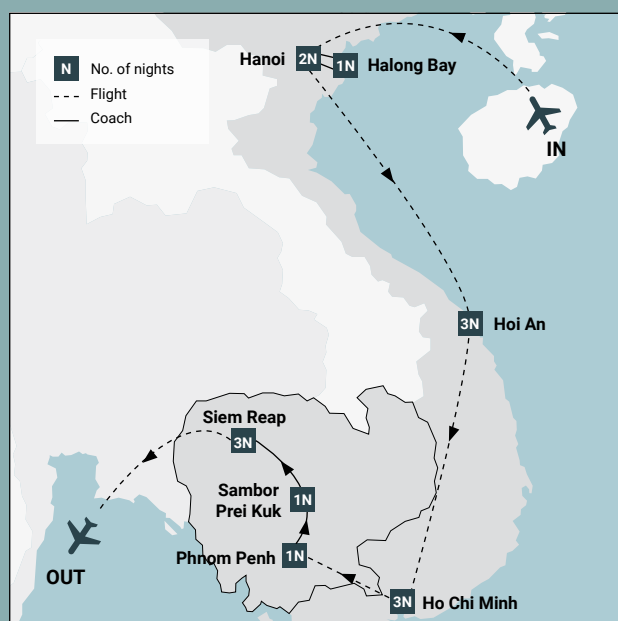 N No. of nights
Flight
Coach
Hanoi 2N 1N Halong Bay
IN
3N Hoi An
Siem Reap
3N
Sambor
Prei Kuk 1N
Phnom Penh 1N
OUT
3N Ho Chi Minh